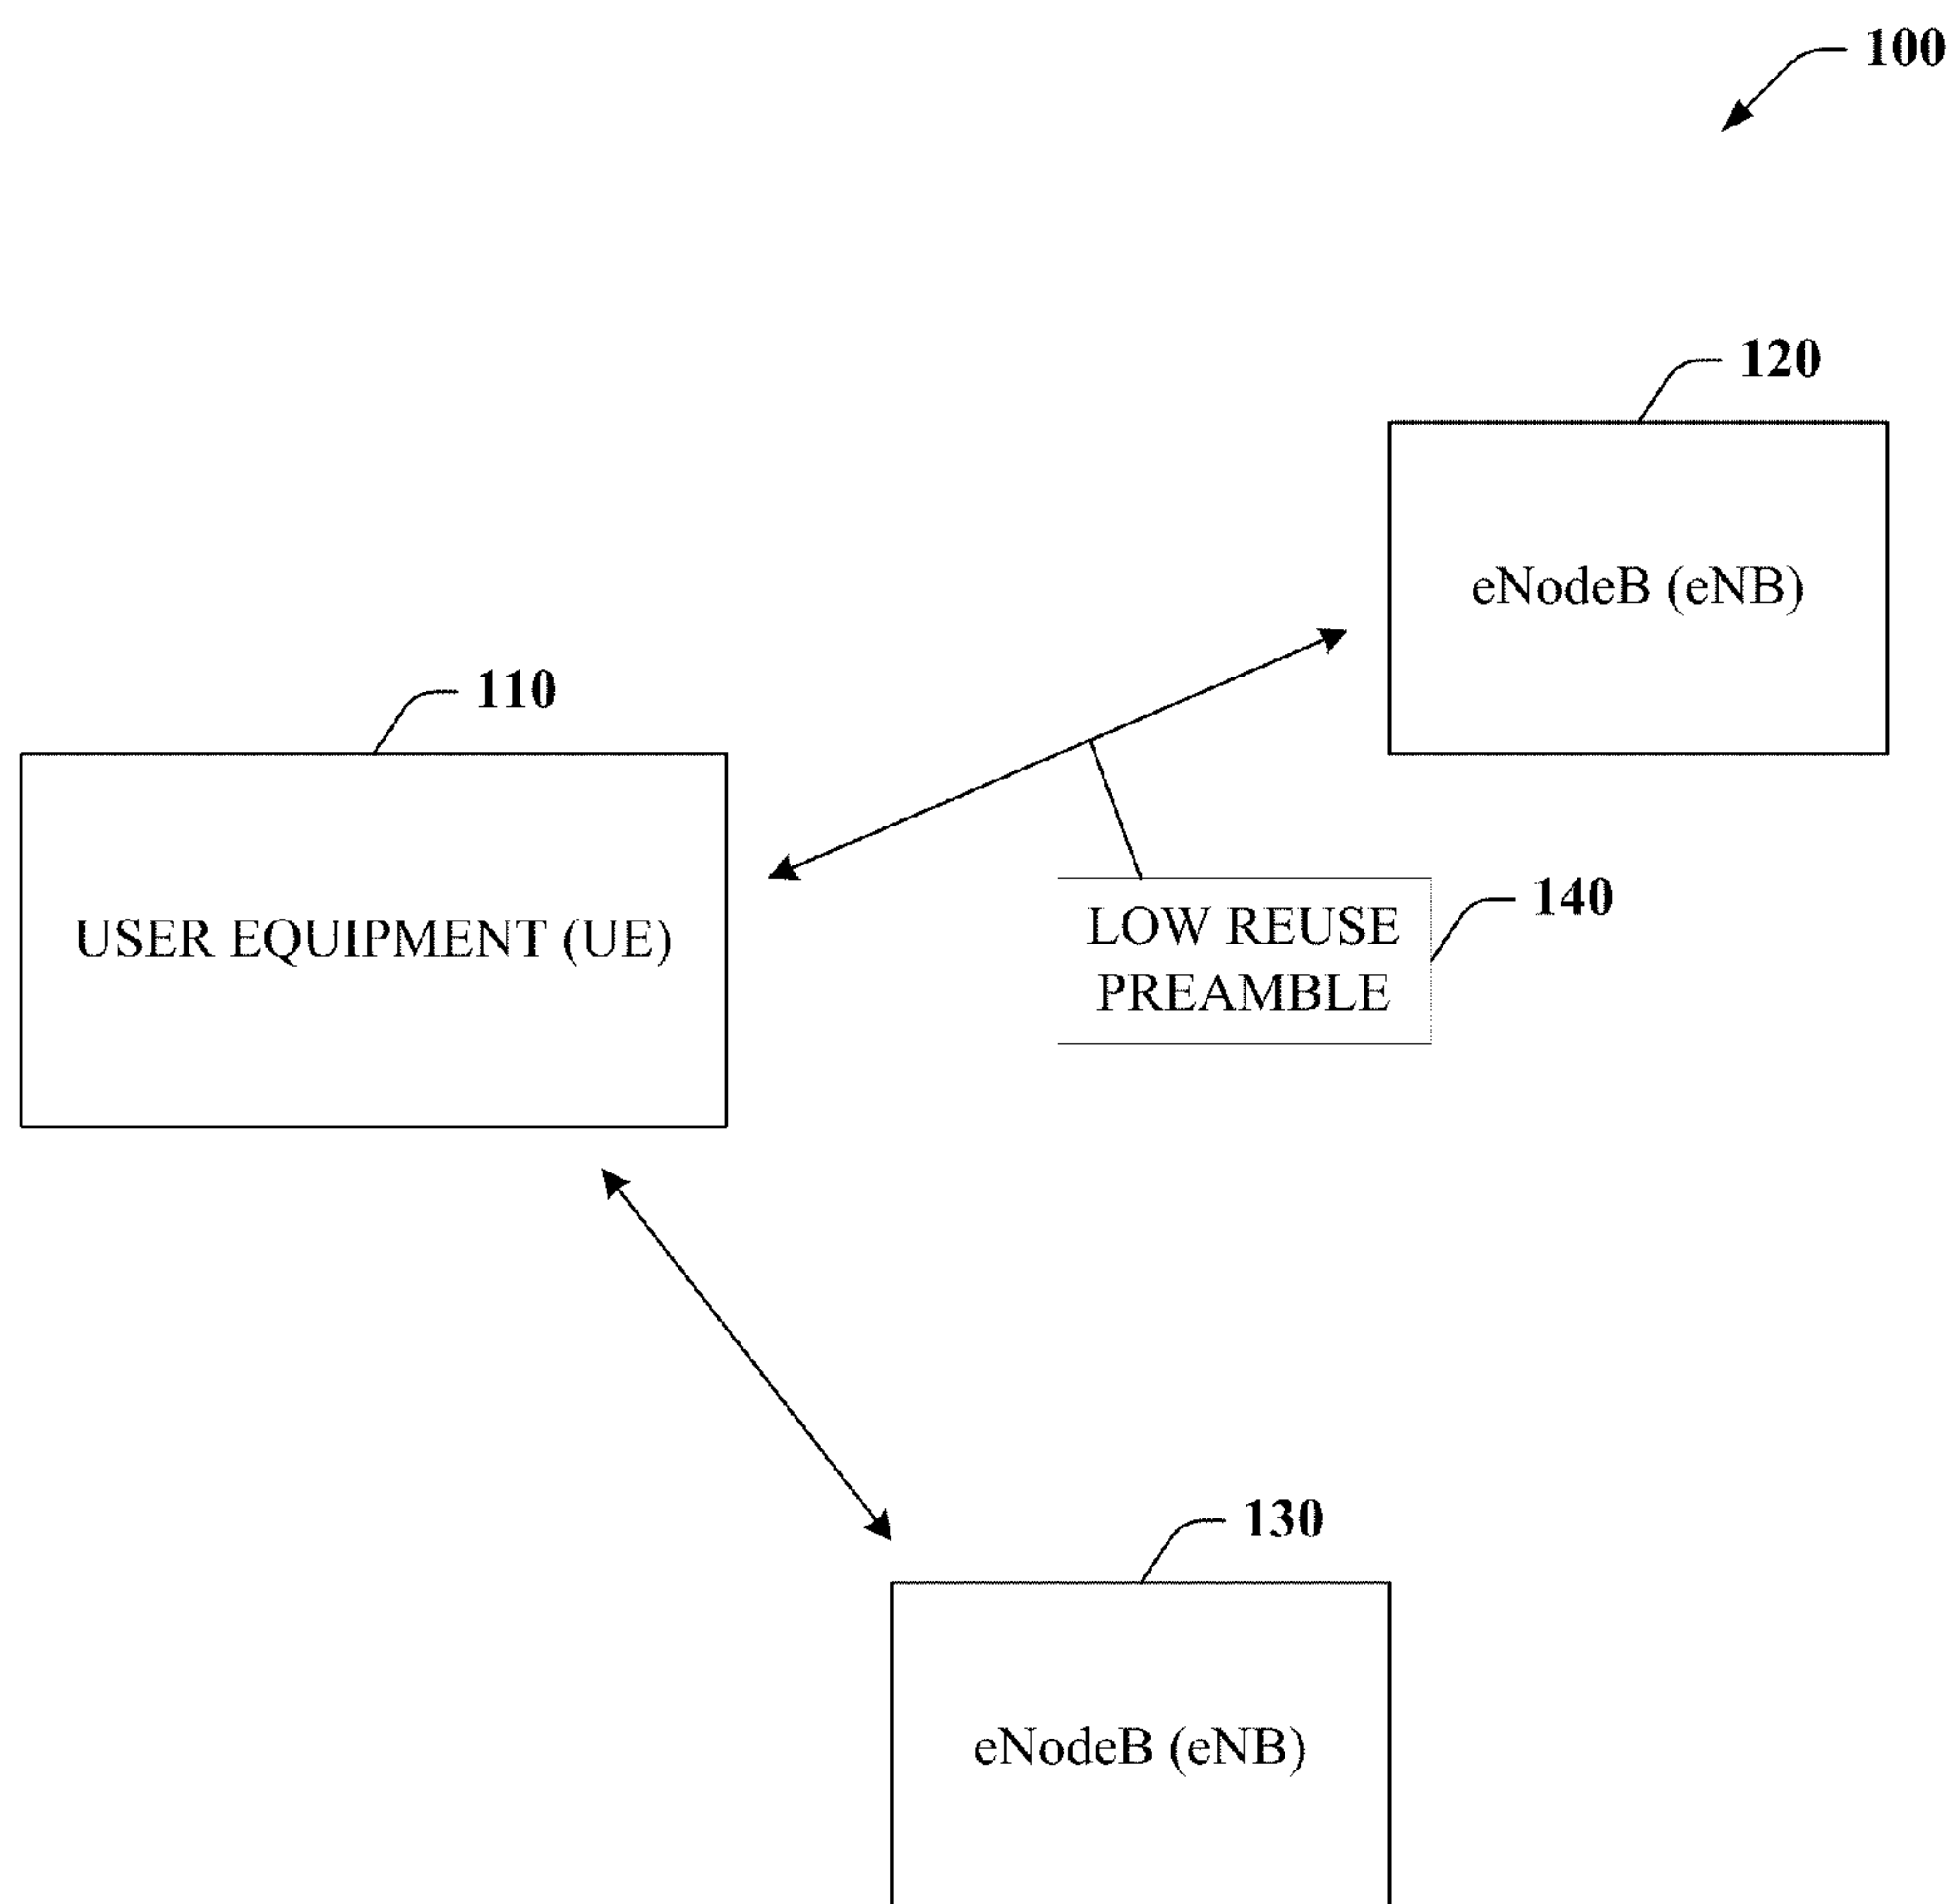 100
120
eNodeB (eNB)
110
USER EQUIPMENT (UE)
140
LOW REUSE
PREAMBLE
130
eNodeB (eNB)